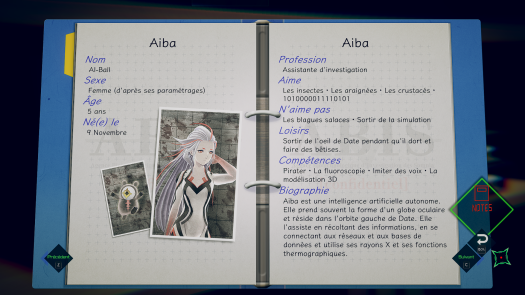 Aiba
Nom
AI-Ball
Sexe
Femme (d'après ses paramétrages)
Âge
5 ans
Né(e) le
9 Novembre
Aiba
Profession
Assistante d'investigation
Aime
Les insectes • Les araignées • Les crustacés •
1010000011110101
N'aime pas
Les blagues salaces • Sortir de la simulation
Loisirs
Sortir de l'oeil de Date pendant qu'il dort et
faire des bêtises.
Compétences
Pirater • La fluoroscopie • Imiter des voix • La
modélisation 3D
Biographie
Aiba est une intelligence artificielle autonome.
Elle prend souvent la forme d'un globe oculaire
et réside dans l'orbite gauche de Date. Elle
l'assiste en récoltant des informations, en se
connectant aux réseaux et aux bases de
données et utilise ses rayons X et ses fonctions
thermographiques.
NOTES
Précédent
Suivant